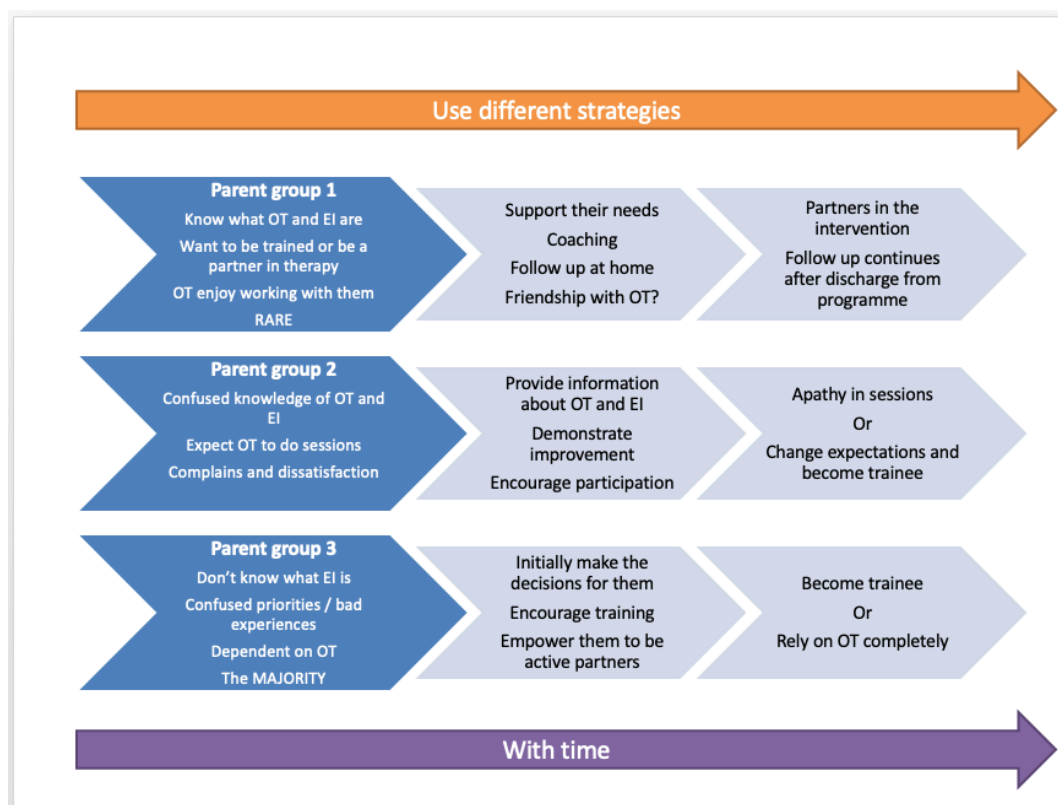 Use different strategies
Parent group 1
Know what OT and EI are
Want to be trained or be a
partner in therapy
OT enjoy working with them
RARE
Support their needs
Coaching
Follow up at home
Friendship with OT?
Partners in the
intervention
Follow up continues
after discharge from
programme
Parent group 2
Confused knowledge of OT and
EI
Expect OT to do sessions
Complains and dissatisfaction
Provide information
about OT and EI
Demonstrate
improvement
Encourage participation
Apathy in sessions
Or
Change expectations and
become trainee
Parent group 3
Don't know what EI is
Confused priorities / bad
experiences
Dependent on OT
The MAJORITY
Initially make the
decisions for them
Encourage training
Empower them to be
active partners
Become trainee
Or
Rely on OT completely
With time